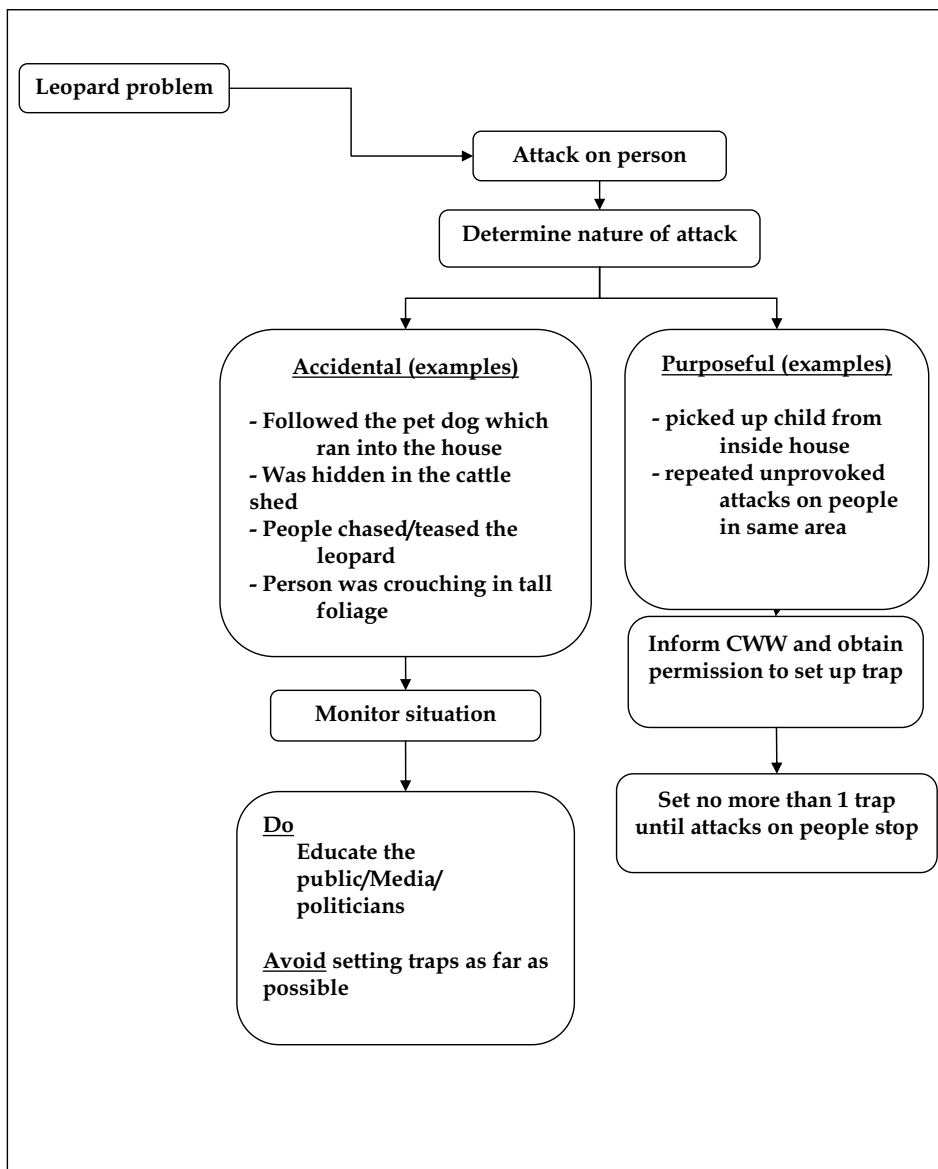 Leopard problem
Attack on person
Determine nature of attack
Accidental (examples)
- Followed the pet dog which
ran into the house
- Was hidden in the cattle
shed
- People chased/teased the
leopard
- Person was crouching in tall
foliage
Monitor situation
Do
Educate the
public/Media/
politicians
Avoid setting traps as far as
possible
Purposeful (examples)
- picked up child from
inside house
- repeated unprovoked
attacks on people
in same area
Inform CWW and obtain
permission to set up trap
Set no more than 1 trap
until attacks on people stop